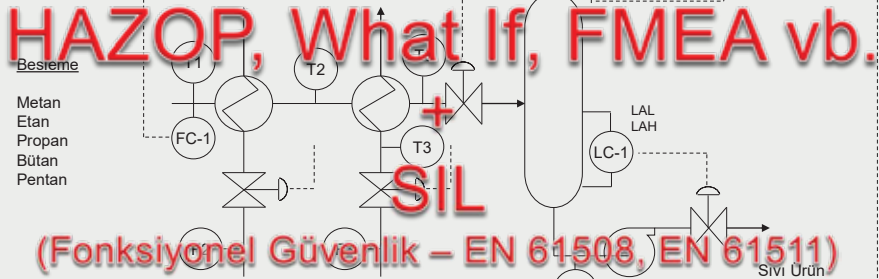 HAZOP, What If, FMEA vb.
+
SIL
(Fonksiyonel Güvenlik – EN 61508, EN 61511)
Besleme
Metan
Etan
Propan
Bütan
Pentan
T1
T2
FC-1
T3
LAL
LAH
LC-1
Sıvı Ürün